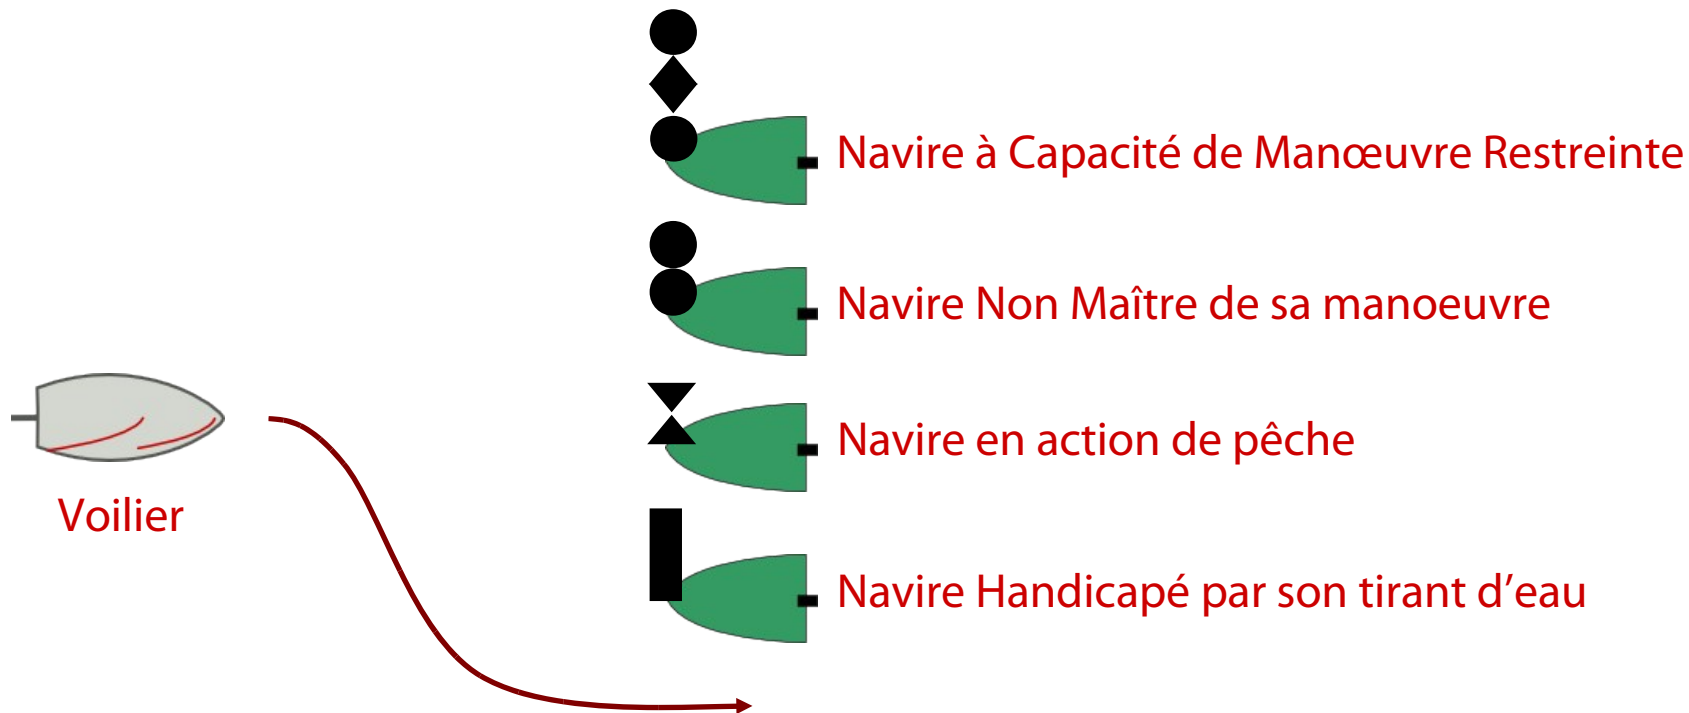 Navire à Capacité de Manœuvre Restreinte
Navire Non Maître de sa manoeuvre
Navire en action de pêche
Voilier
Navire Handicapé par son tirant d’eau